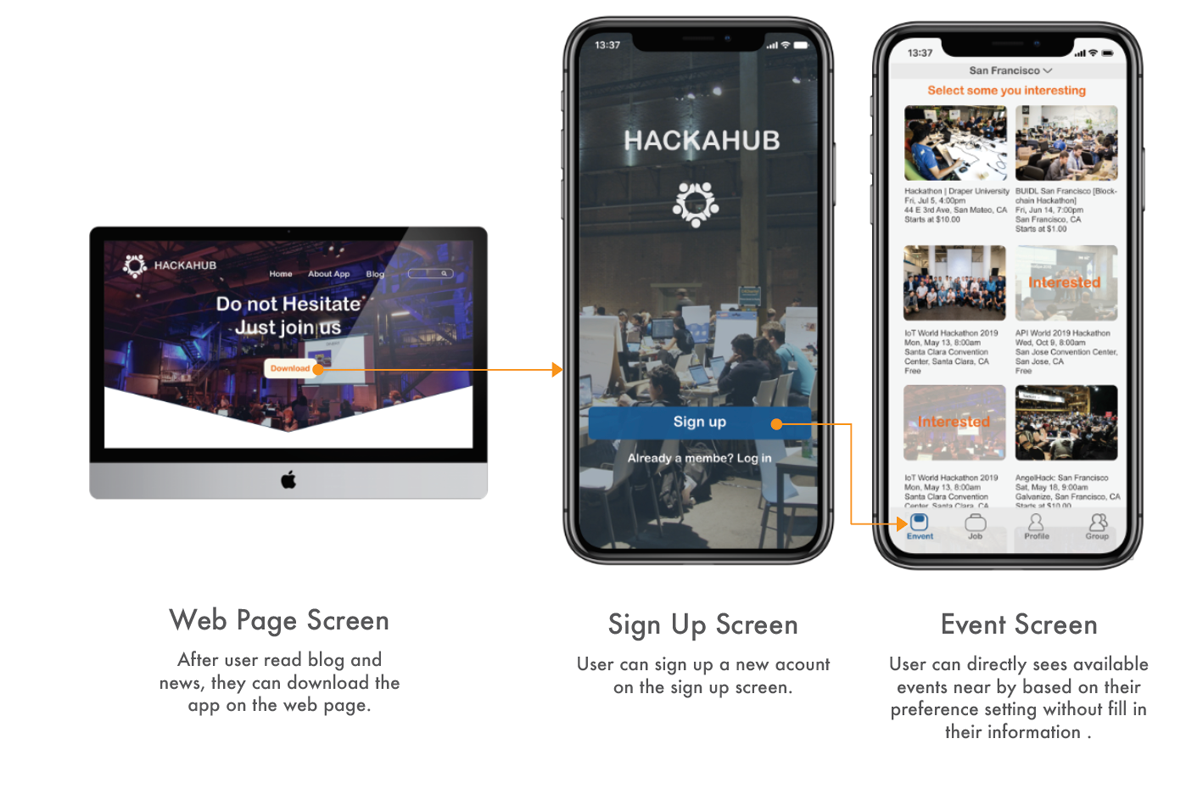 HACKAHUB
Home About App Blog
Do not Hesitate
Just join us
Download
13:37
HACKAHUB
Sign up
Already a membe? Log in
13:37
San Francisco
Select some you interesting
Hackathon | Draper University
Fri, Jul 5, 4:00pm
44 E 3rd Ave, San Mateo, CA
Starts at $10.00
BUIDL San Francisco [Block-
chain Hackathon]
Fri, Jun 14, 7:00pm
San Francisco, CA
Starts at $1.00
Interested
IoT World Hackathon 2019
Mon, May 13, 8:00am
Santa Clara Convention
Center, Santa Clara, CA
Free
API World 2019 Hackathon
Wed, Oct 9, 8:00am
San Jose Convention Center,
San Jose, CA
Free
Interested
IoT World Hackathon 2019
Mon, May 13, 8:00am
Santa Clara Convention
Center, Santa Clara, CA
AngelHack: San Francisco
Sat, May 18, 9:00am
Galvanize, San Francisco, CA
Starts at $10.00
Envent Job Profile Group
Web Page Screen
After user read blog and
news, they can download the
app on the web page.
Sign Up Screen
User can sign up a new acount
on the sign up screen.
Event Screen
User can directly sees available
events near by based on their
preference setting without fill in
their information .